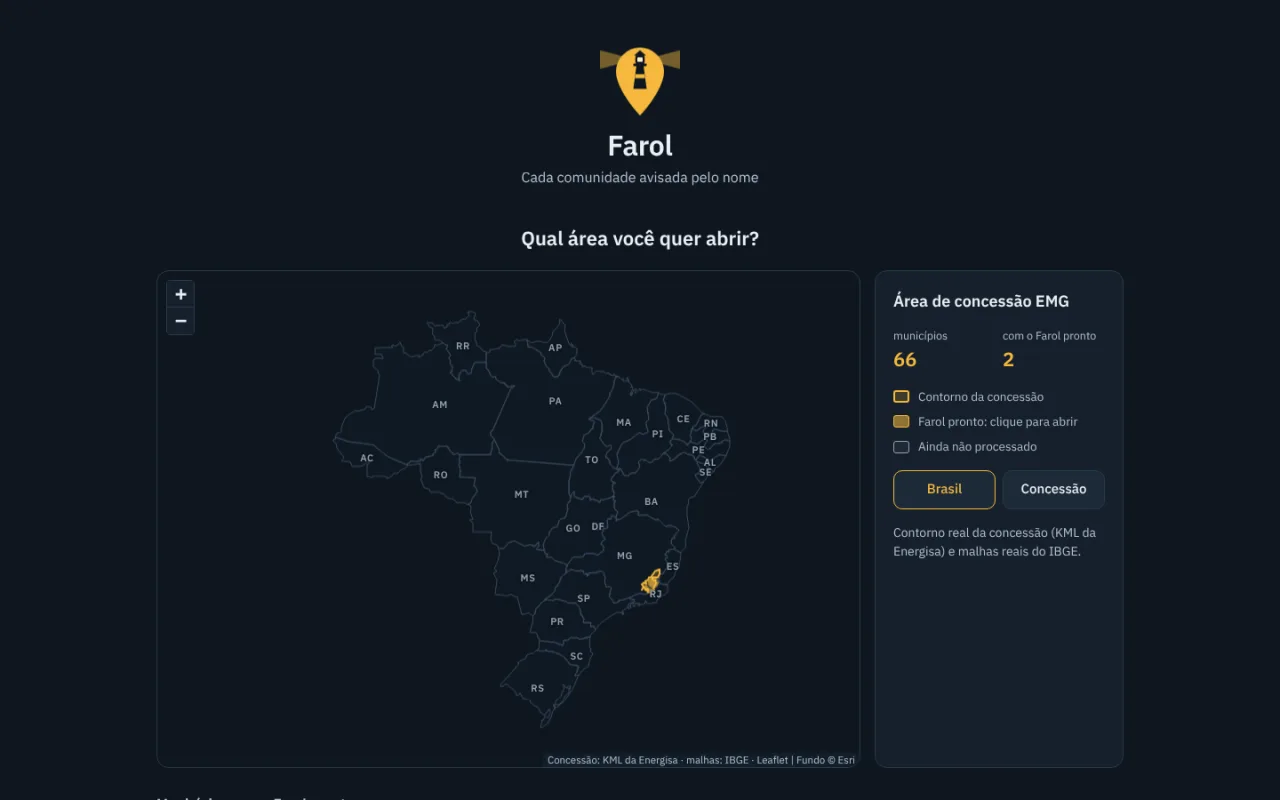 Farol
Cada comunidade avisada pelo nome
Qual área você quer abrir?
+
−
RR
AP
AM
PA
MA
CE
RN
PI
PB
PE
AC
TO
AL
SE
RO
MT
BA
GO
DF
MG
ES
MS
RJ
SP
PR
SC
RS
Concessão: KML da Energisa · malhas: IBGE · Leaflet | Fundo © Esri
Área de concessão EMG
municípios
com o Farol pronto
66
2
Contorno da concessão
Farol pronto: clique para abrir
Ainda não processado
Brasil
Concessão
Contorno real da concessão (KML da
Energisa) e malhas reais do IBGE.